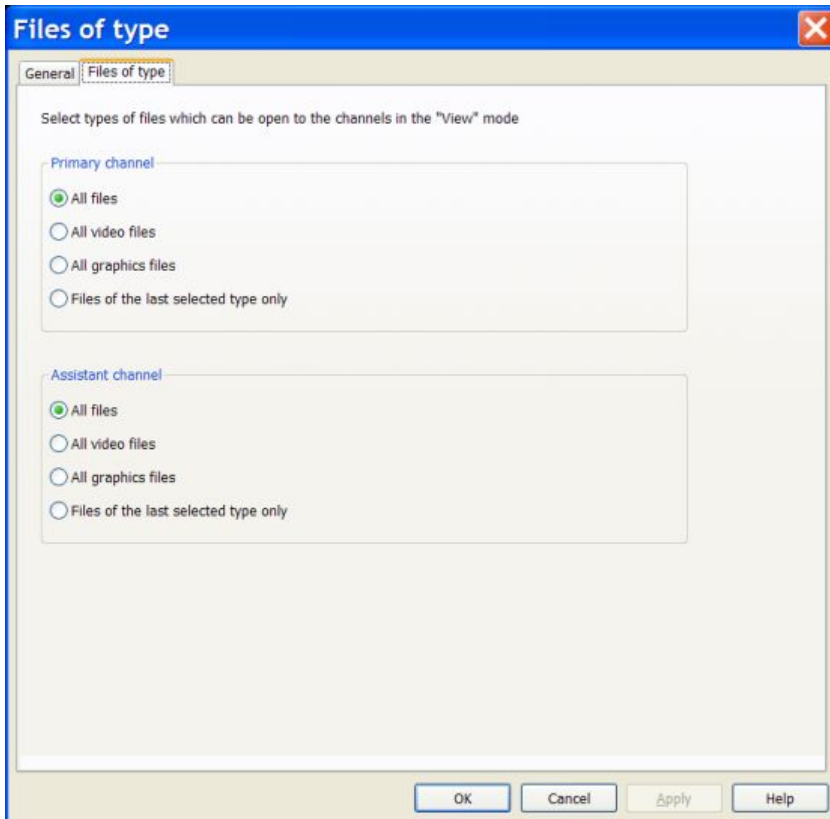 Files of type
General
Files of type
Select types of files which can be open to the channels in the "View" mode
Primary channel
All files
All video files
All graphics files
Files of the last selected type only
Assistant channel
All files
All video files
All graphics files
Files of the last selected type only
OK
Cancel
Apply
Help